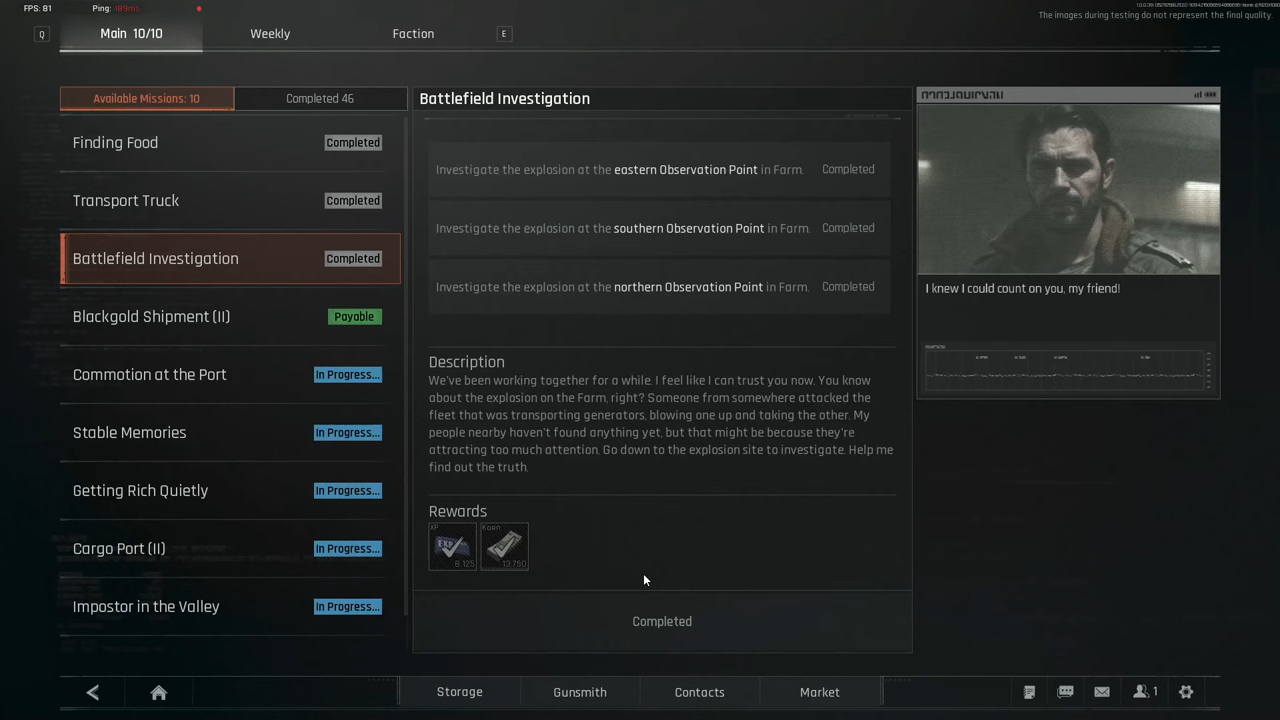 FPS: 81
Ping: 189ms
The images during testing do not represent the final quality
Q
Main 10/10
Weekly
Faction
E
Available Missions: 10
Completed 46
Finding Food
Completed
Transport Truck
Completed
Battlefield Investigation
Completed
Blackgold Shipment (II)
Payable
Commotion at the Port
In Progress...
Stable Memories
In Progress...
Getting Rich Quietly
In Progress...
Cargo Port (II)
In Progress...
Impostor in the Valley
In Progress...
Battlefield Investigation
Investigate the explosion at the eastern Observation Point in Farm. Completed
Investigate the explosion at the southern Observation Point in Farm. Completed
Investigate the explosion at the northern Observation Point in Farm. Completed
Description
We've been working together for a while. I feel like I can trust you now. You know
about the explosion on the Farm, right? Someone from somewhere attacked the
fleet that was transporting generators, blowing one up and taking the other. My
people nearby haven't found anything yet, but that might be because they're
attracting too much attention. Go down to the explosion site to investigate. Help me
find out the truth.
Rewards
XP
EXP
8.125
Koen
13.750
Completed
I knew I could count on you, my friend!
Storage
Gunsmith
Contacts
Market
1